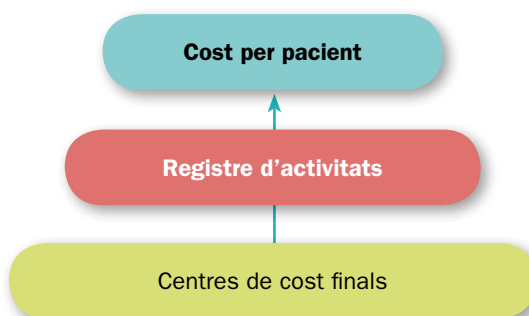 Cost per pacient
Registre d’activitats
Centres de cost finals